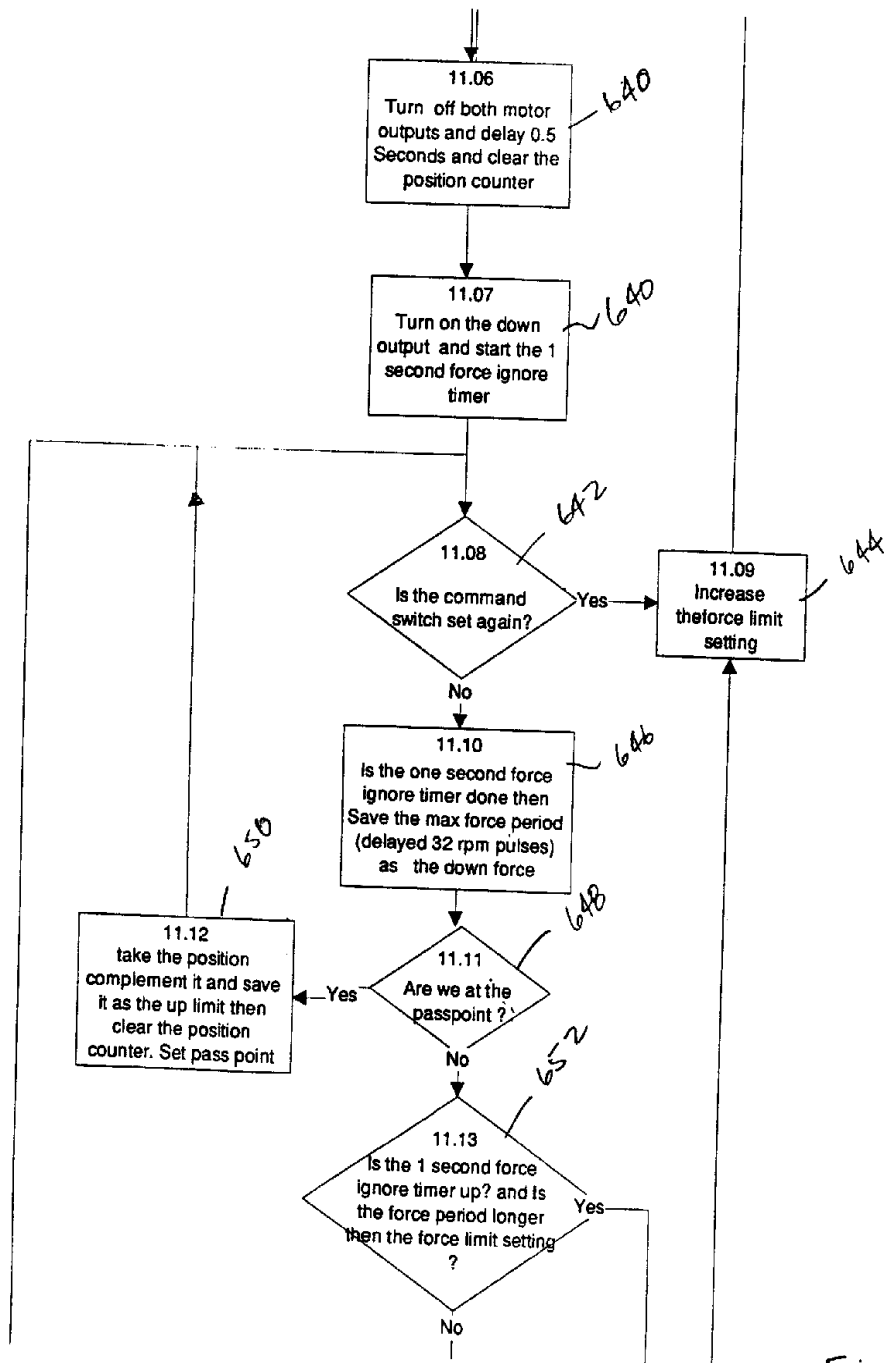 11.06
Turn off both motor
outputs and delay 0.5
Seconds and clear the
position counter
640
11.07
Turn on the down
output and start the 1
second force ignore
timer
640
11.08
Is the command
switch set again?
642
Yes
11.09
Increase
theforce limit
setting
644
No
11.10
Is the one second force
ignore timer done then
Save the max force period
(delayed 32 rpm pulses)
as the down force
646
650
11.12
take the position
complement it and save
it as the up limit then
clear the position
counter. Set pass point
Yes
11.11
Are we at the
passpoint ?
648
No
652
11.13
Is the 1 second force
ignore timer up? and Is
the force period longer
then the force limit setting
?
Yes
No